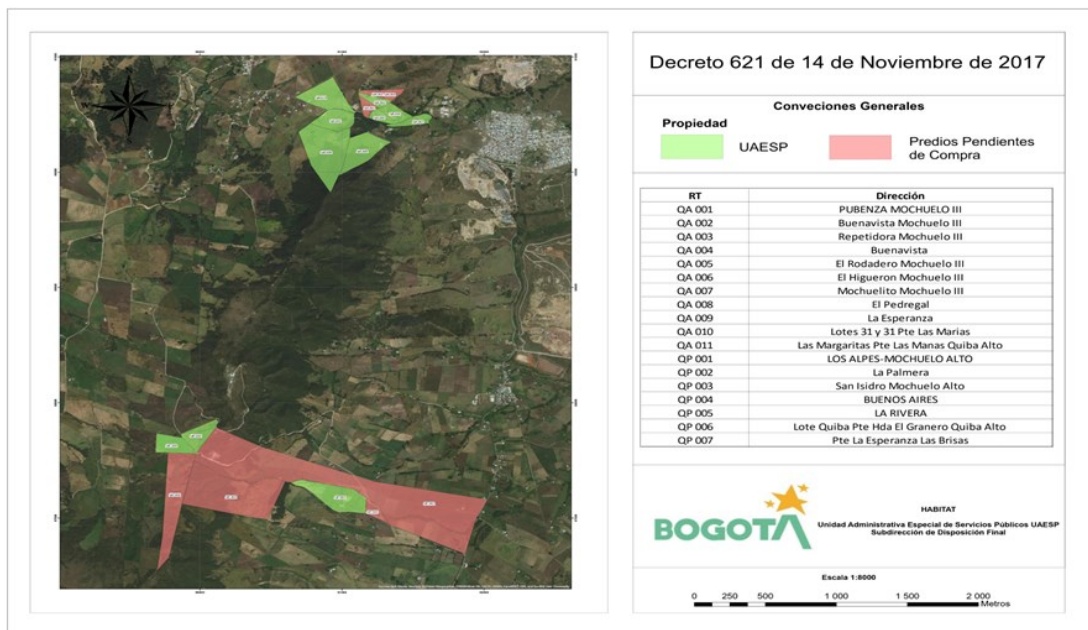 Decreto 621 de 14 de Noviembre de 2017
Conveciones Generales
Propiedad
UAESP
Predios Pendientes
de Compra
RT Dirección
QA 001 PUBENZA MOCHUELO III
QA 002 Buenavista Mochuelo III
QA 003 Repetidora Mochuelo III
QA 004 Buenavista
QA 005 El Rodadero Mochuelo III
QA 006 El Higueron Mochuelo III
QA 007 Mochuelito Mochuelo III
QA 008 El Pedregal
QA 009 La Esperanza
QA 010 Lotes 31 y 31 Pte Las Marias
QA 011 Las Margaritas Pte Las Manas Quiba Alto
QP 001 LOS ALPES-MOCHUELO ALTO
QP 002 La Palmera
QP 003 San Isidro Mochuelo Alto
QP 004 BUENOS AIRES
QP 005 LA RIVERA
QP 006 Lote Quiba Pte Hda El Granero Quiba Alto
QP 007 Pte La Esperanza Las Brisas
BOGOTA
HABITAT
Unidad Administrativa Especial de Servicios Públicos UAESP
Subdirección de Disposición Final
Escala 1:8000
0 250 500 1 000 1 500 2 000
Metros